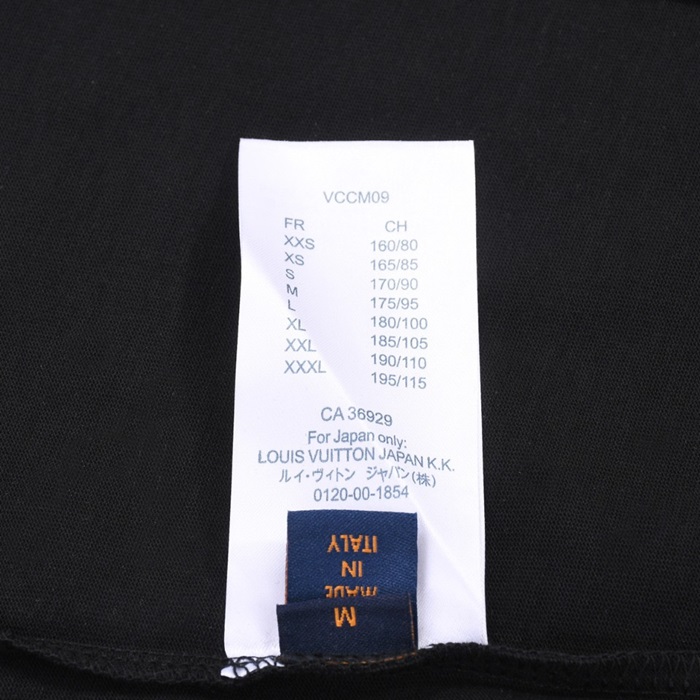 VCCM09
FR CH
XXS 160/80
XS 165/85
S 170/90
M 175/95
L 180/100
XL 185/105
XXL 190/110
XXXL 195/115
CA 36929
For Japan only:
LOUIS VUITTON JAPAN K.K.
ルイ・ヴィトン ジャパン(株)
0120-00-1854
MADE
IN
ITALY
M